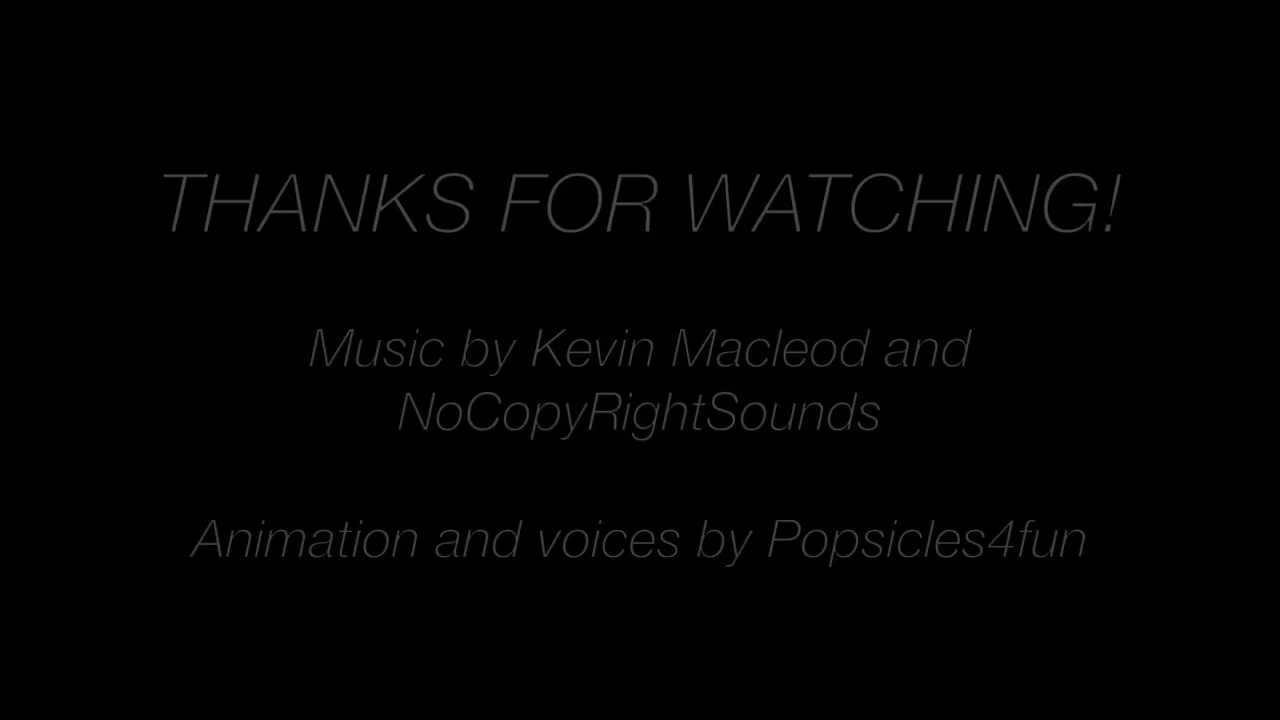 THANKS FOR WATCHING!
Music by Kevin Macleod and
NoCopyRightSounds
Animation and voices by Popsicles4fun